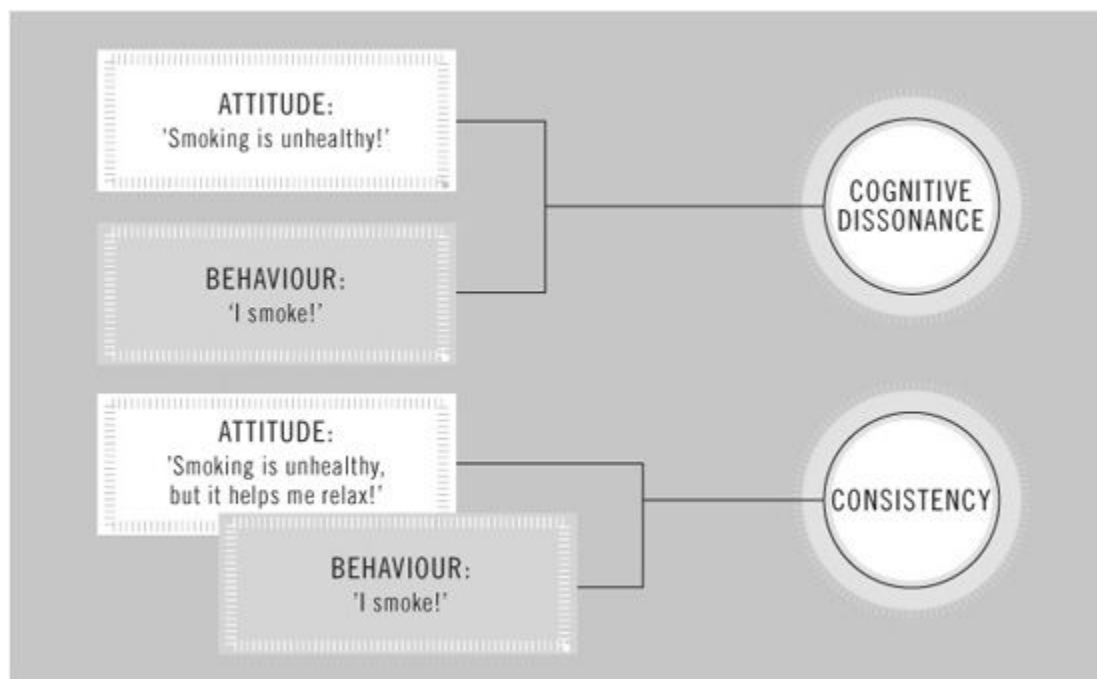 ATTITUDE:
’Smoking is unhealthy!’
BEHAVIOUR:
‘I smoke!’
COGNITIVE
DISSONANCE
ATTITUDE:
’Smoking is unhealthy,
but it helps me relax!’
BEHAVIOUR:
’I smoke!’
CONSISTENCY